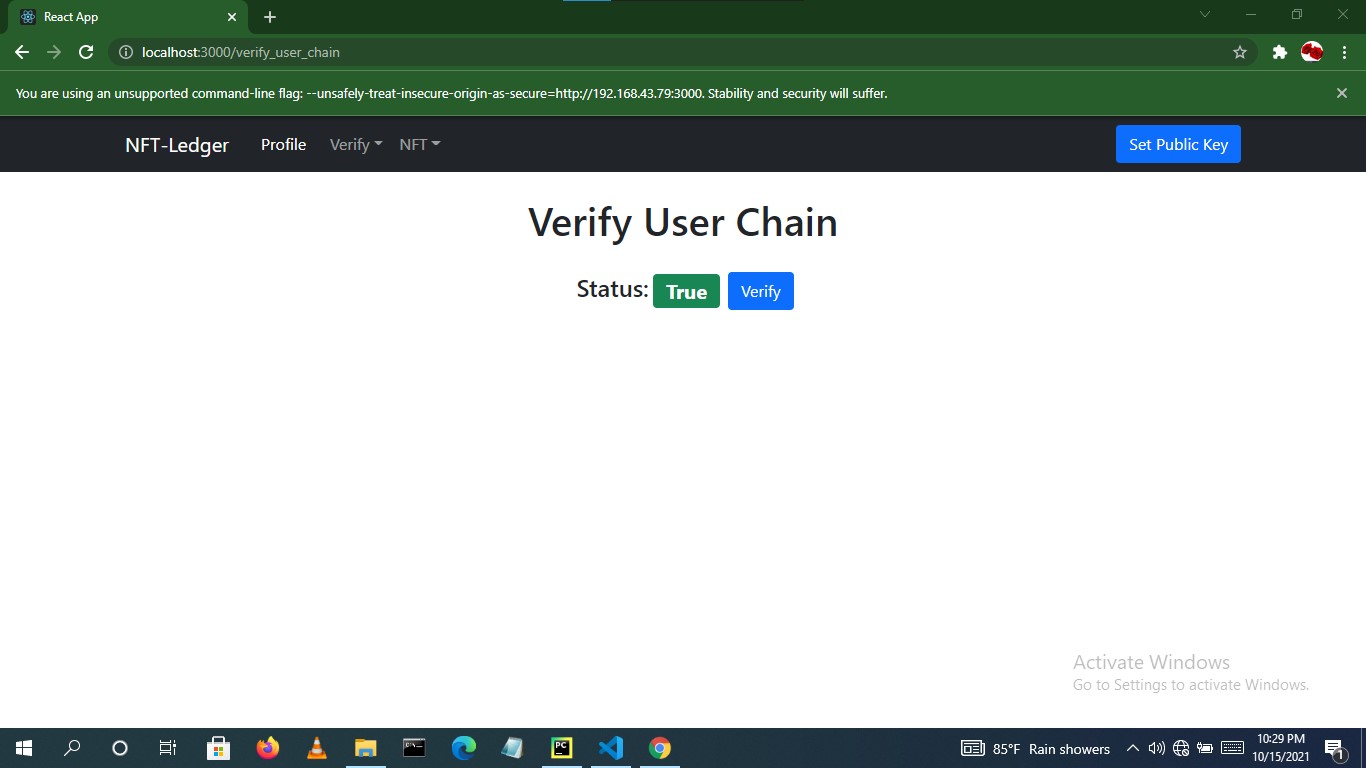 React App
localhost:3000/verify_user_chain
You are using an unsupported command-line flag: --unsafely-treat-insecure-origin-as-secure=http://192.168.43.79:3000. Stability and security will suffer.
NFT-Ledger Profile Verify NFT Set Public Key
Verify User Chain
Status: True Verify
Activate Windows
Go to Settings to activate Windows.
PC
85°F Rain showers
10:29 PM
10/15/2021
1